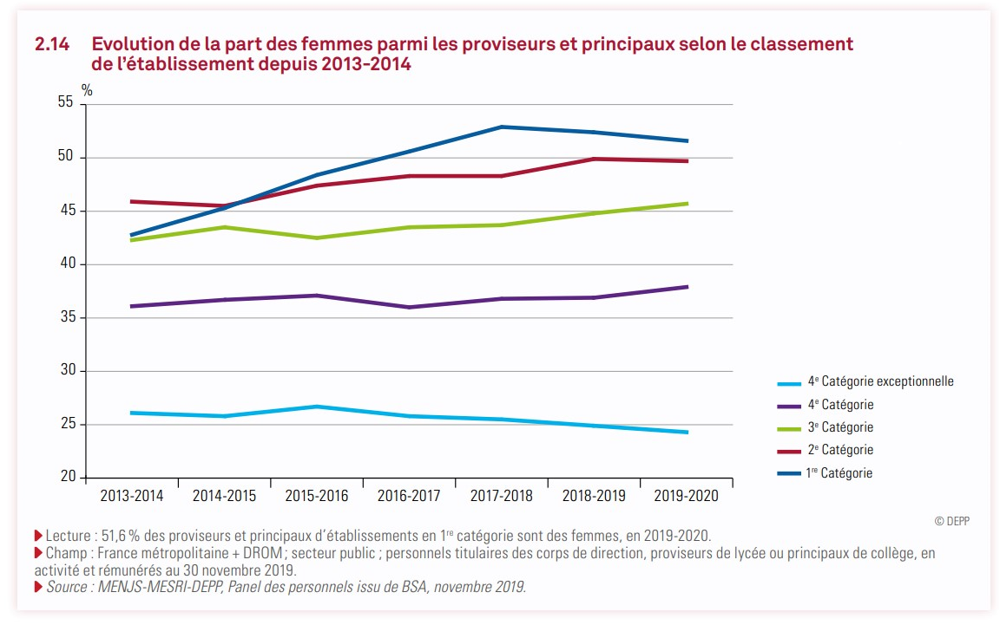 2.14 Evolution de la part des femmes parmi les proviseurs et principaux selon le classement
de l'établissement depuis 2013-2014
%
55
50
45
40
35
30
25
20
2013-2014 2014-2015 2015-2016 2016-2017 2017-2018 2018-2019 2019-2020
4e Catégorie exceptionnelle
4e Catégorie
3e Catégorie
2e Catégorie
1re Catégorie
© DEPP
Lecture : 51,6 % des proviseurs et principaux d'établissements en 1re catégorie sont des femmes, en 2019-2020.
Champ : France métropolitaine + DROM ; secteur public ; personnels titulaires des corps de direction, proviseurs de lycée ou principaux de collège, en
activité et rémunérés au 30 novembre 2019.
Source : MENJS-MESRI-DEPP, Panel des personnels issu de BSA, novembre 2019.